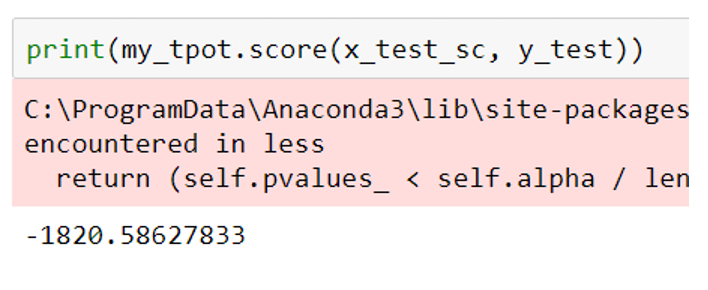 print(my_tpot.score(x_test_sc, y_test))
C:\ProgramData\Anaconda3\lib\site-packages
encountered in less
return (self.pvalues_ < self.alpha / len
-1820.58627833